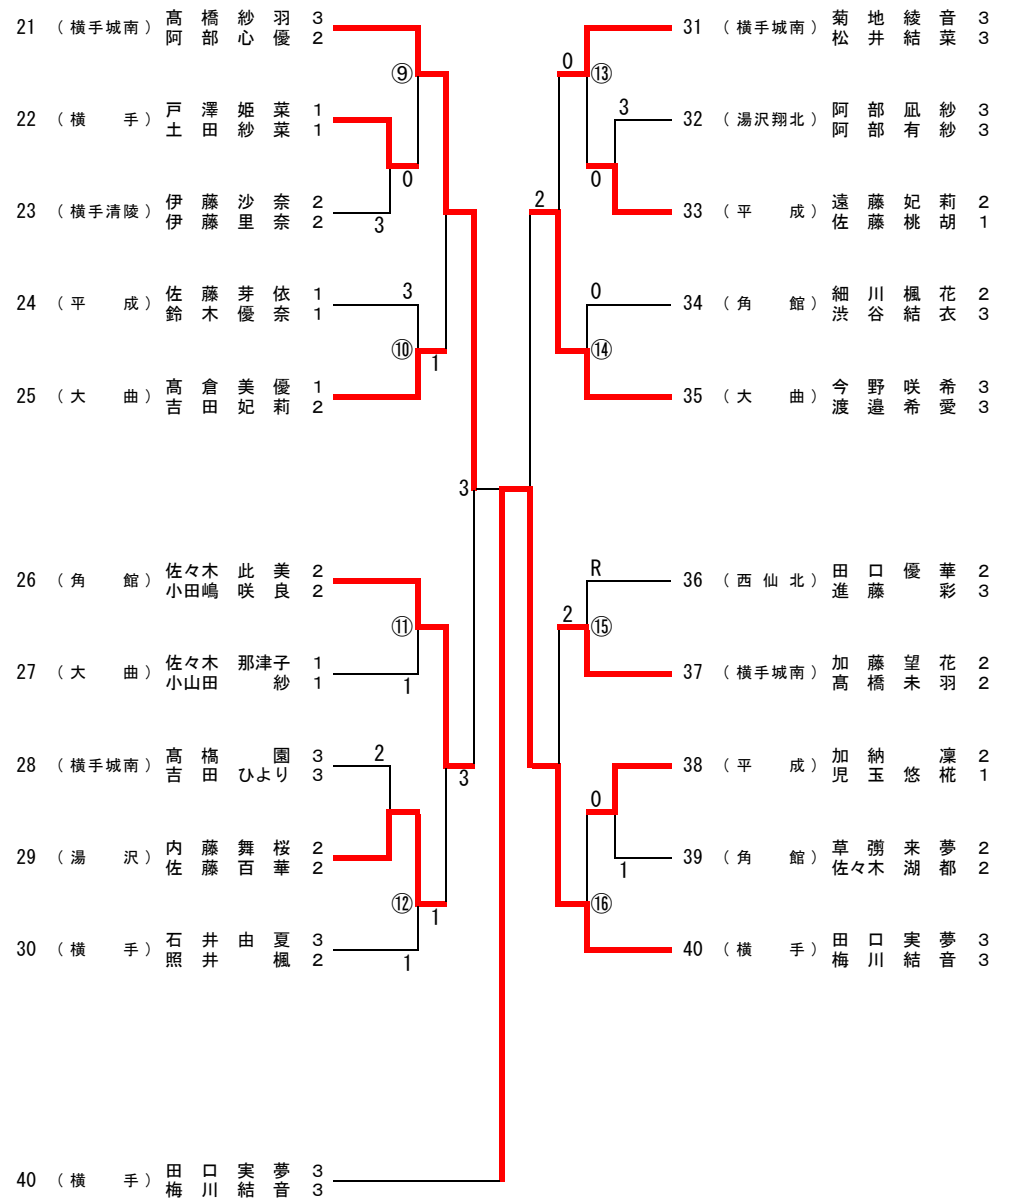 21 （横手城南） 髙橋紗羽 3
阿部心優 2
22 （横手） 戸澤姫菜 1
土田紗菜 1
23 （横手清陵） 伊藤沙奈 2
伊藤里奈 2
24 （平成） 佐藤芽依 1
鈴木優奈 1
25 （大曲） 髙倉美優 1
吉田妃莉 2
26 （角館） 佐々木此美 2
小田嶋咲良 2
27 （大曲） 佐々木那津子 1
小山田紗 1
28 （横手城南） 髙槗園 3
吉田ひより 3
29 （湯沢） 内藤舞桜 2
佐藤百華 2
30 （横手） 石井由夏 3
照井楓 2
40 （横手） 田口実夢 3
梅川結音 3
⑨
0
3
3
⑩
1
3
⑪
1
2
3
⑫
1
1
31 （横手城南） 菊地綾音 3
松井結菜 3
32 （湯沢翔北） 阿部凪紗 3
阿部有紗 3
33 （平成） 遠藤妃莉 2
佐藤桃胡 1
34 （角館） 細川楓花 2
渋谷結衣 3
35 （大曲） 今野咲希 3
渡邉希愛 3
36 （西仙北） 田口優華 2
進藤彩 3
37 （横手城南） 加藤望花 2
髙橋未羽 2
38 （平成） 加納凜 2
児玉悠椛 1
39 （角館） 草彅来夢 2
佐々木湖都 2
40 （横手） 田口実夢 3
梅川結音 3
0
⑬
3
0
2
0
⑭
R
2
⑮
0
1
⑯